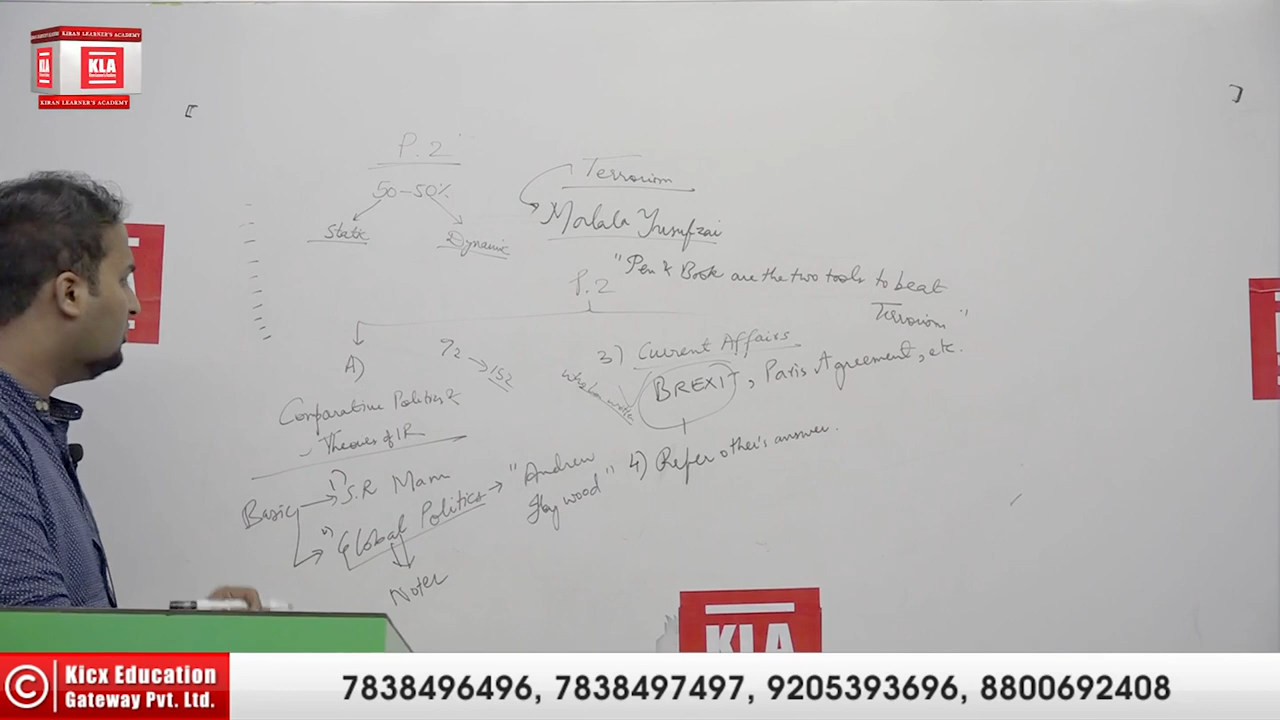 KIRAN LEARNER'S ACADEMY
KLA
KLA
KIRAN LEARNER'S ACADEMY
P.2
50-50%
Static
Dynamic
Terrorism
Malala Yusufzai
"Pen & Book are the two tools to beat
Terrorism"
P.2
A)
Comparative Politics &
Theories of IR
72 → 152
3) Current Affairs
BREXIT, Paris Agreement, etc.
4) Refer other's answer.
Basic
1) S.R Mam
Global Politics → "Andrew
Heywood"
Notes
KLA
© Kicx Education
Gateway Pvt. Ltd.
7838496496, 7838497497, 9205393696, 8800692408